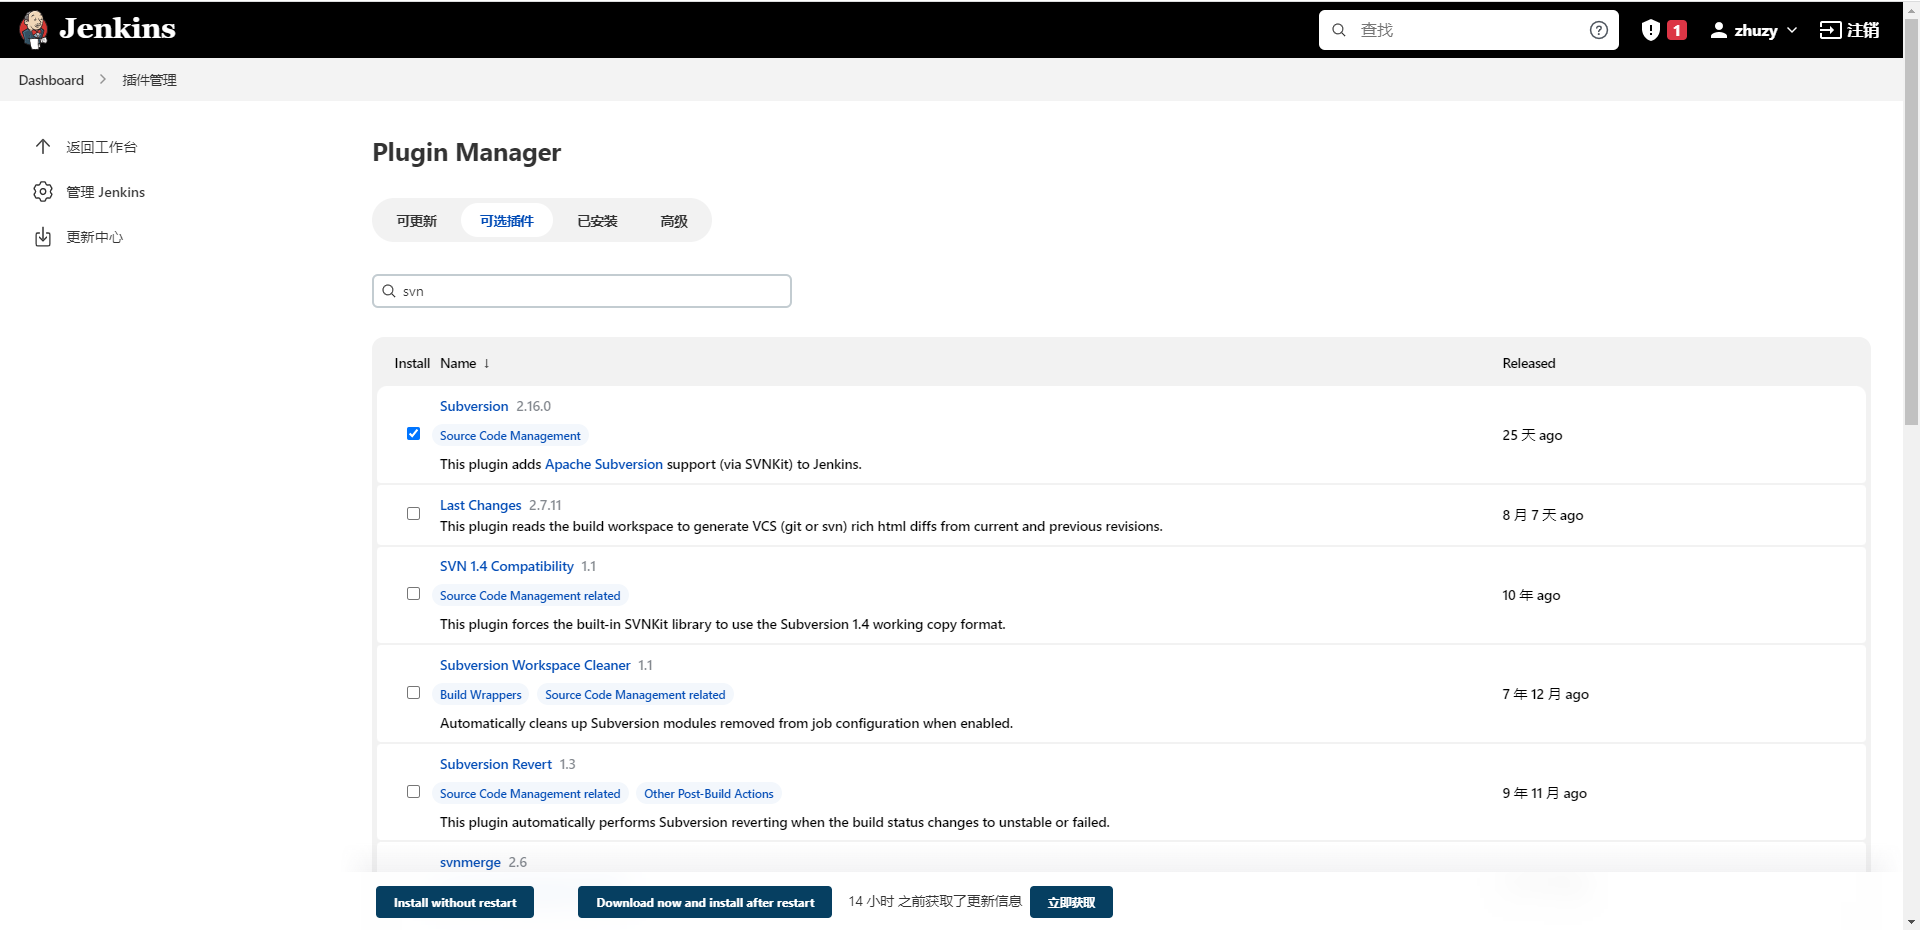 Jenkins
查找
1
zhuzy
注销
Dashboard
插件管理
返回工作台
管理 Jenkins
更新中心
Plugin Manager
可更新 可选插件 已安装 高级
svn
Install Name ↓ Released
Subversion 2.16.0
Source Code Management
This plugin adds Apache Subversion support (via SVNKit) to Jenkins.
25 天 ago
Last Changes 2.7.11
This plugin reads the build workspace to generate VCS (git or svn) rich html diffs from current and previous revisions.
8 月 7 天 ago
SVN 1.4 Compatibility 1.1
Source Code Management related
This plugin forces the built-in SVNKit library to use the Subversion 1.4 working copy format.
10 年 ago
Subversion Workspace Cleaner 1.1
Build Wrappers Source Code Management related
Automatically cleans up Subversion modules removed from job configuration when enabled.
7 年 12 月 ago
Subversion Revert 1.3
Source Code Management related Other Post-Build Actions
This plugin automatically performs Subversion reverting when the build status changes to unstable or failed.
9 年 11 月 ago
svnmerge 2.6
Install without restart Download now and install after restart 14 小时 之前获取了更新信息 立即获取